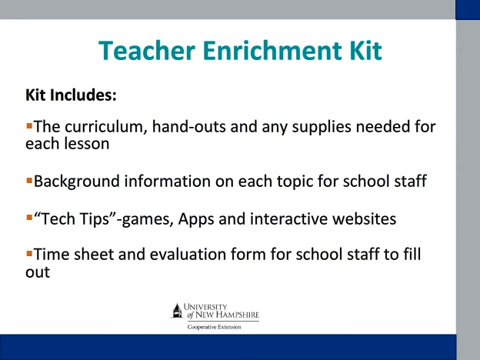 Teacher Enrichment Kit
Kit Includes:
▪The curriculum, hand-outs and any supplies needed for
each lesson
▪Background information on each topic for school staff
▪“Tech Tips”-games, Apps and interactive websites
▪Time sheet and evaluation form for school staff to fill
out
UNIVERSITY
of NEW HAMPSHIRE
Cooperative Extension